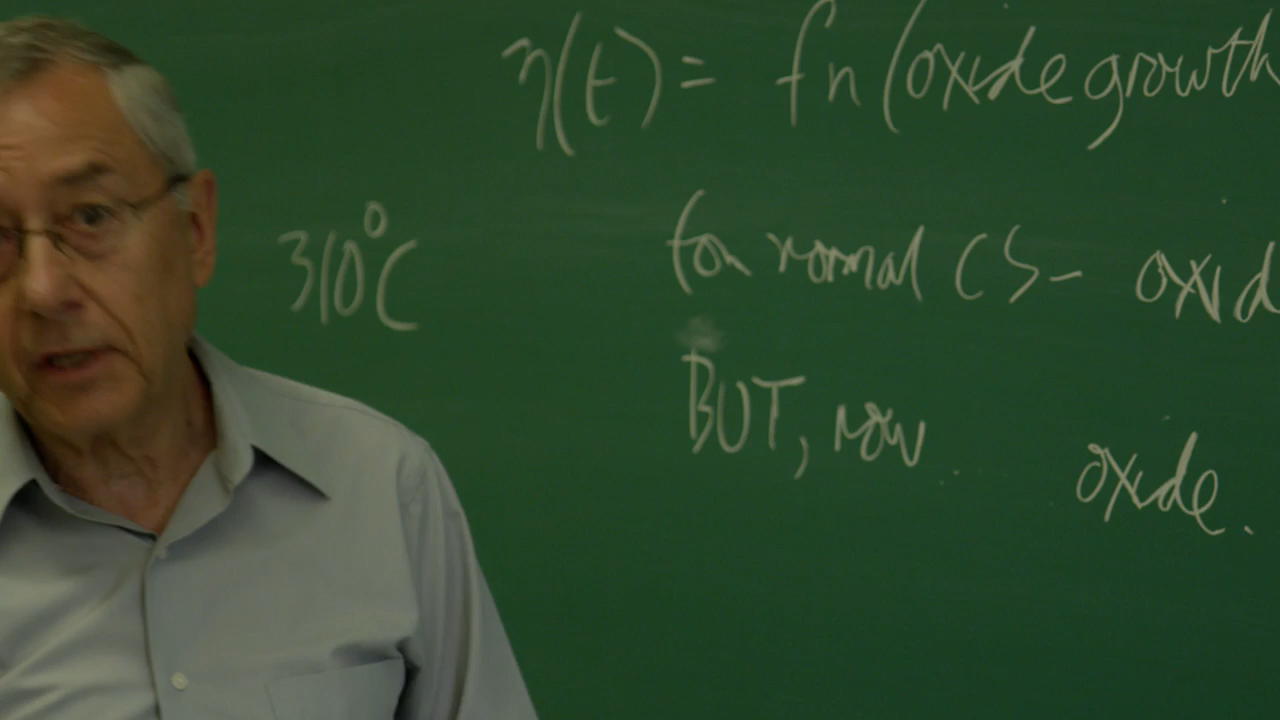 η(t) = fn (oxide growth
310°C
for normal CS - oxid
BUT, now
oxide.